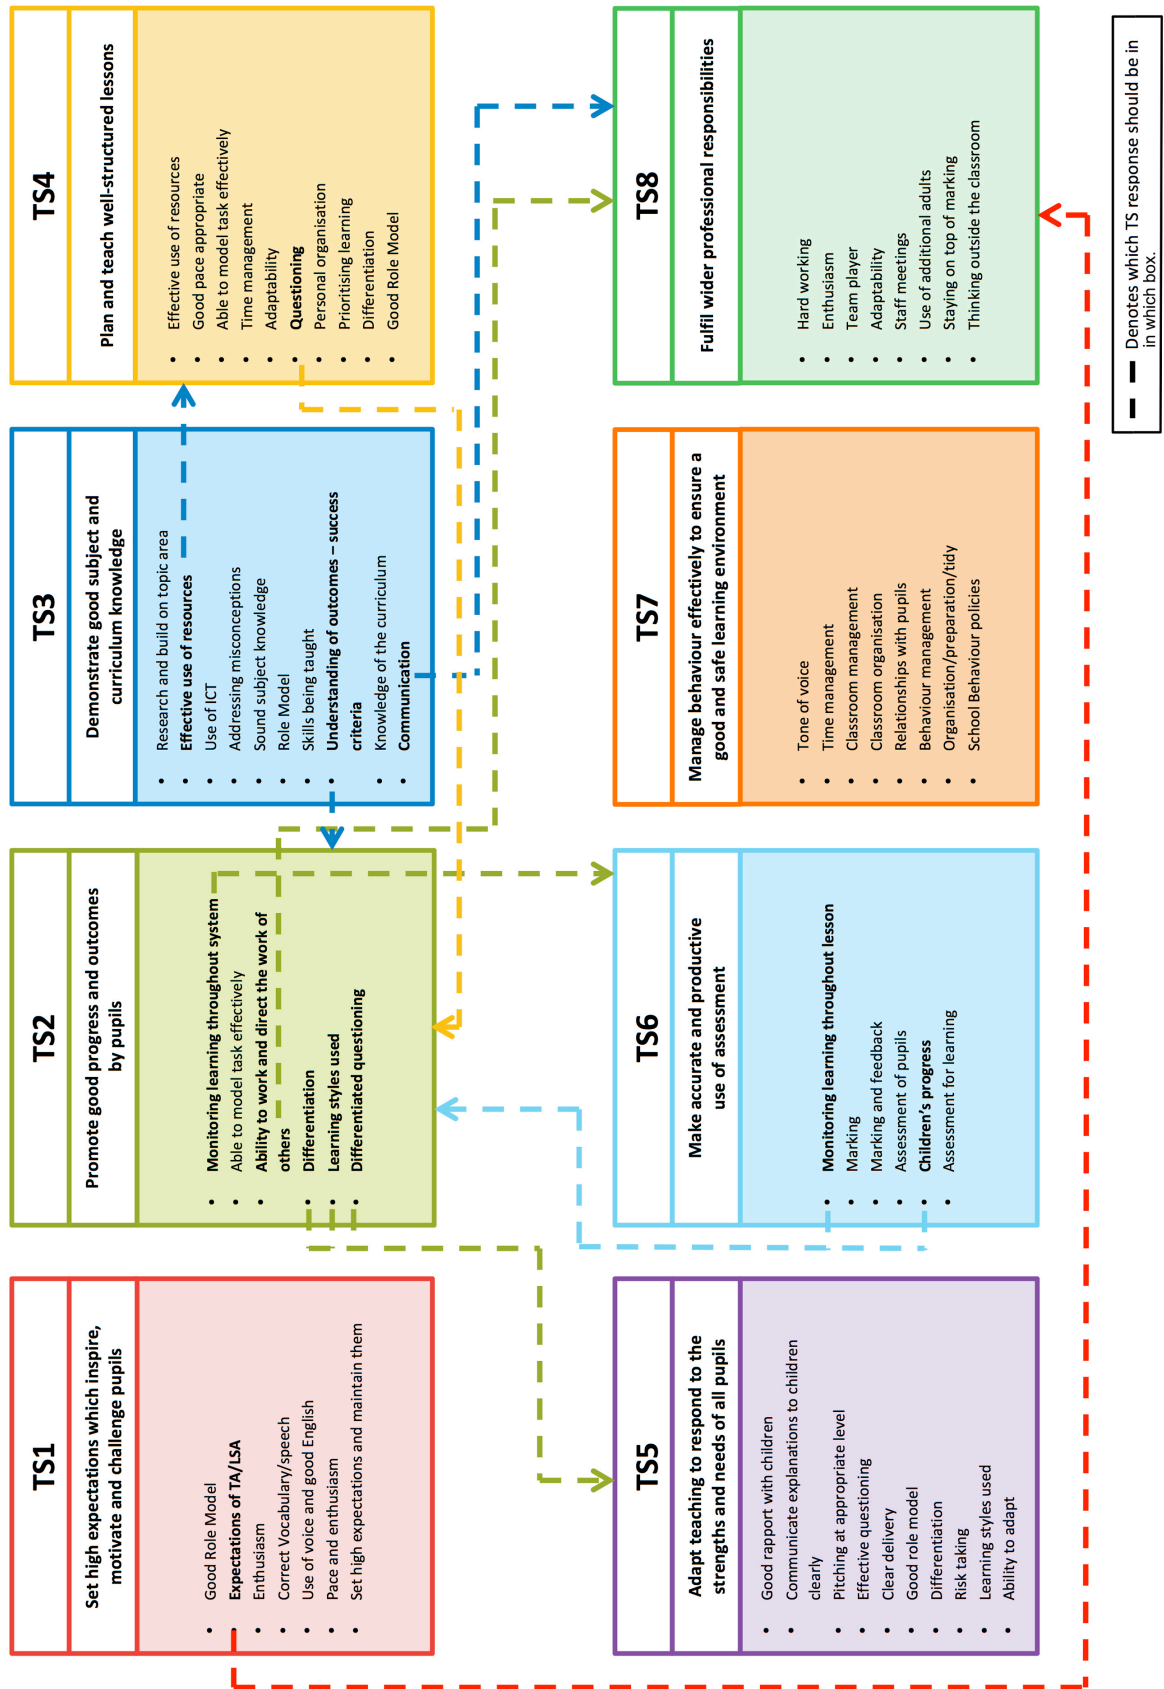 TS1
Set high expectations which inspire,
motivate and challenge pupils
• Good Role Model
• Expectations of TA/LSA
• Enthusiasm
• Correct Vocabulary/speech
• Use of voice and good English
• Pace and enthusiasm
• Set high expectations and maintain them
TS2
Promote good progress and outcomes
by pupils
• Monitoring learning throughout system
• Able to model task effectively
• Ability to work and direct the work of
others
• Differentiation
• Learning styles used
• Differentiated questioning
TS3
Demonstrate good subject and
curriculum knowledge
• Research and build on topic area
• Effective use of resources
• Use of ICT
• Addressing misconceptions
• Sound subject knowledge
• Role Model
• Skills being taught
• Understanding of outcomes – success
criteria
• Knowledge of the curriculum
• Communication
TS4
Plan and teach well-structured lessons
• Effective use of resources
• Good pace appropriate
• Able to model task effectively
• Time management
• Adaptability
• Questioning
• Personal organisation
• Prioritising learning
• Differentiation
• Good Role Model
TS5
Adapt teaching to respond to the
strengths and needs of all pupils
• Good rapport with children
• Communicate explanations to children
clearly
• Pitching at appropriate level
• Effective questioning
• Clear delivery
• Good role model
• Differentiation
• Risk taking
• Learning styles used
• Ability to adapt
TS6
Make accurate and productive
use of assessment
• Monitoring learning throughout lesson
• Marking
• Marking and feedback
• Assessment of pupils
• Children's progress
• Assessment for learning
TS7
Manage behaviour effectively to ensure a
good and safe learning environment
• Tone of voice
• Time management
• Classroom management
• Classroom organisation
• Relationships with pupils
• Behaviour management
• Organisation/preparation/tidy
• School Behaviour policies
TS8
Fulfil wider professional responsibilities
• Hard working
• Enthusiasm
• Team player
• Adaptability
• Staff meetings
• Use of additional adults
• Staying on top of marking
• Thinking outside the classroom
Denotes which TS response should be in
in which box.